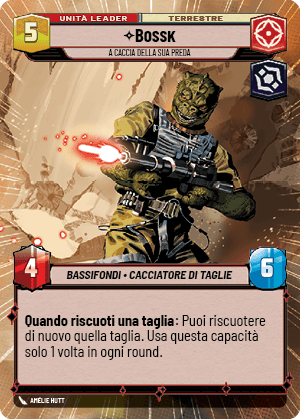 UNITÀ LEADER
TERRESTRE
5
BOSSK
A CACCIA DELLA SUA PREDA
4
BASSIFONDI • CACCIATORE DI TAGLIE
6
Quando riscuoti una taglia: Puoi riscuotere
di nuovo quella taglia. Usa questa capacità
solo 1 volta in ogni round.
AMÉLIE HUTT